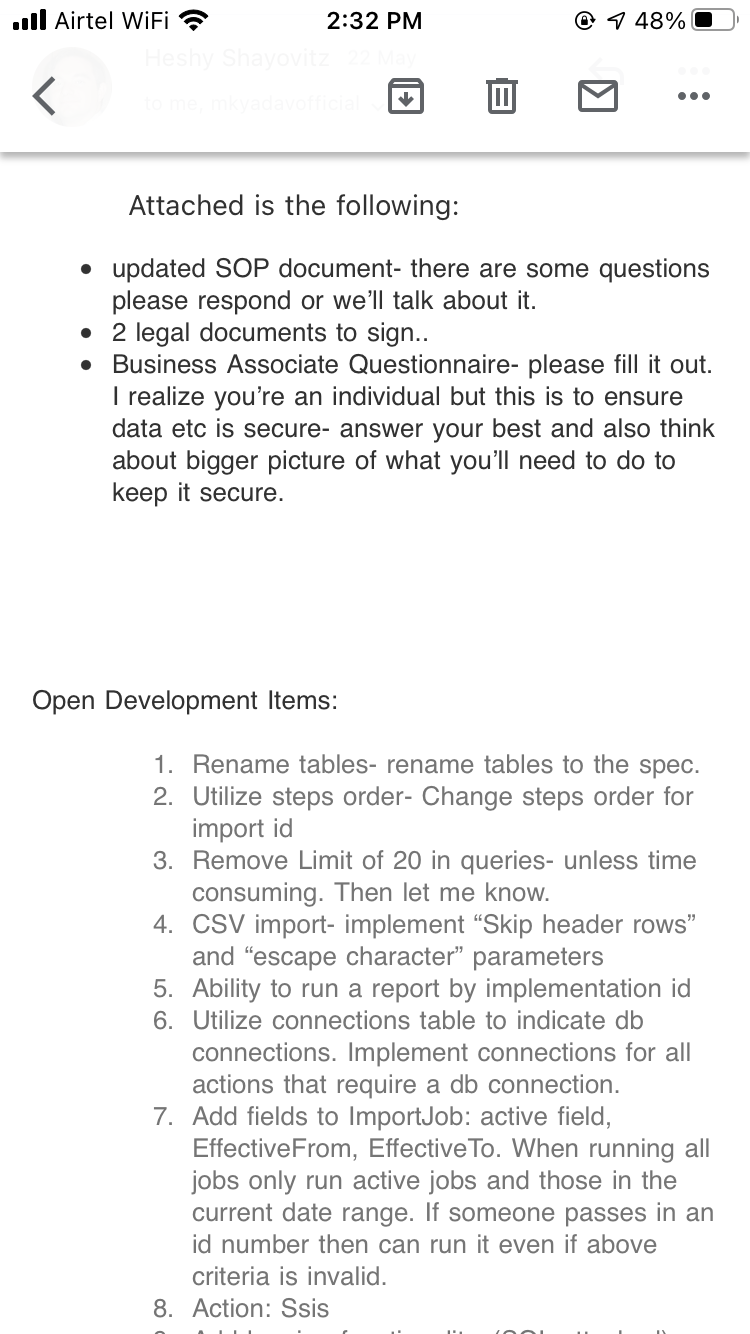 Airtel WiFi 2:32 PM 48%
Heshy Shayovitz 22 May
to me, mkyadavofficial
Attached is the following:
• updated SOP document- there are some questions
please respond or we’ll talk about it.
• 2 legal documents to sign..
• Business Associate Questionnaire- please fill it out.
I realize you’re an individual but this is to ensure
data etc is secure- answer your best and also think
about bigger picture of what you’ll need to do to
keep it secure.
Open Development Items:
1. Rename tables- rename tables to the spec.
2. Utilize steps order- Change steps order for
import id
3. Remove Limit of 20 in queries- unless time
consuming. Then let me know.
4. CSV import- implement “Skip header rows”
and “escape character” parameters
5. Ability to run a report by implementation id
6. Utilize connections table to indicate db
connections. Implement connections for all
actions that require a db connection.
7. Add fields to ImportJob: active field,
EffectiveFrom, EffectiveTo. When running all
jobs only run active jobs and those in the
current date range. If someone passes in an
id number then can run it even if above
criteria is invalid.
8. Action: Ssis